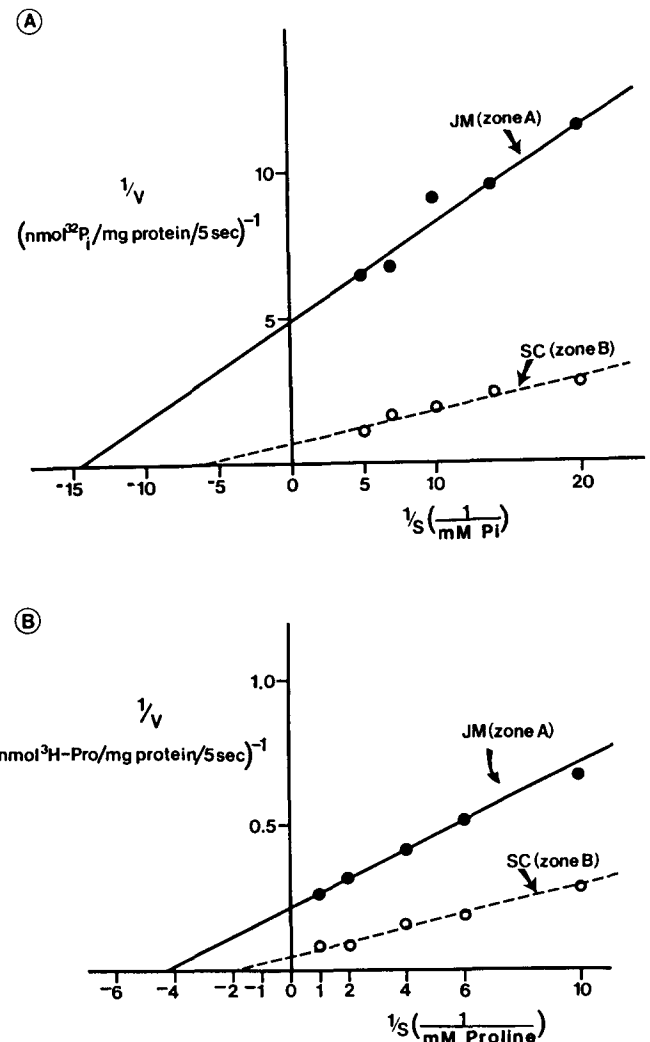 A
JM (zone A)
10
1/V
(nmol³²Pi/mg protein/5 sec)⁻¹
5
SC (zone B)
-15 -10 -5 0 5 10 20
1/S (1/mM Pi)
B
1.0
1/V
nmol³H-Pro/mg protein/5 sec)⁻¹
JM (zone A)
0.5
SC (zone B)
-6 -4 -2 -1 0 1 2 4 6 10
1/S (1/mM Proline)